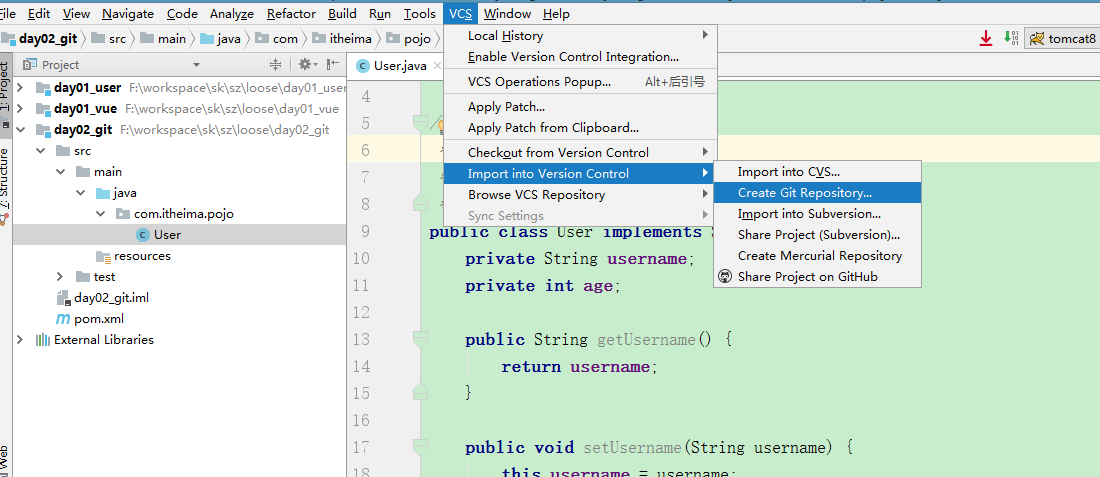 File Edit View Navigate Code Analyze Refactor Build Run Tools VCS Window Help
day02_git src main java com itheima pojo tomcat8
Project
User.java
1: Project
Z: Structure
Web
day01_user F:\workspace\sk\sz\loose\day01_user
day01_vue F:\workspace\sk\sz\loose\day01_vue
day02_git F:\workspace\sk\sz\loose\day02_git
src
main
java
com.itheima.pojo
User
resources
test
day02_git.iml
pom.xml
External Libraries
Local History
Enable Version Control Integration...
VCS Operations Popup... Alt+后引号
Apply Patch...
Apply Patch from Clipboard...
Checkout from Version Control
Import into Version Control
Browse VCS Repository
Sync Settings
Import into CVS...
Create Git Repository...
Import into Subversion...
Share Project (Subversion)...
Create Mercurial Repository
Share Project on GitHub
4
5 /
6 *
7 *
8 *
9 public class User implements
10 private String username;
11 private int age;
12
13 public String getUsername() {
14 return username;
15 }
16
17 public void setUsername(String username) {
18 this.username = username;